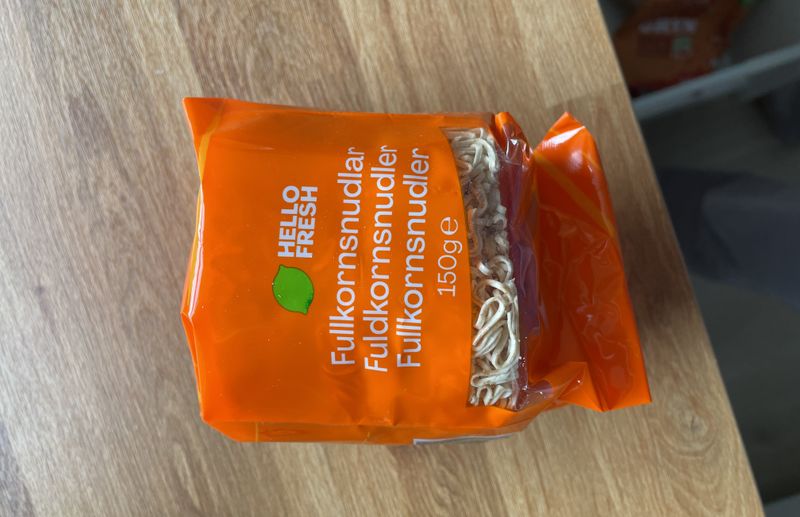 HELLO
FRESH
Fullkornsnudlar
Fuldkornsnudler
Fullkornsnudler
150g e